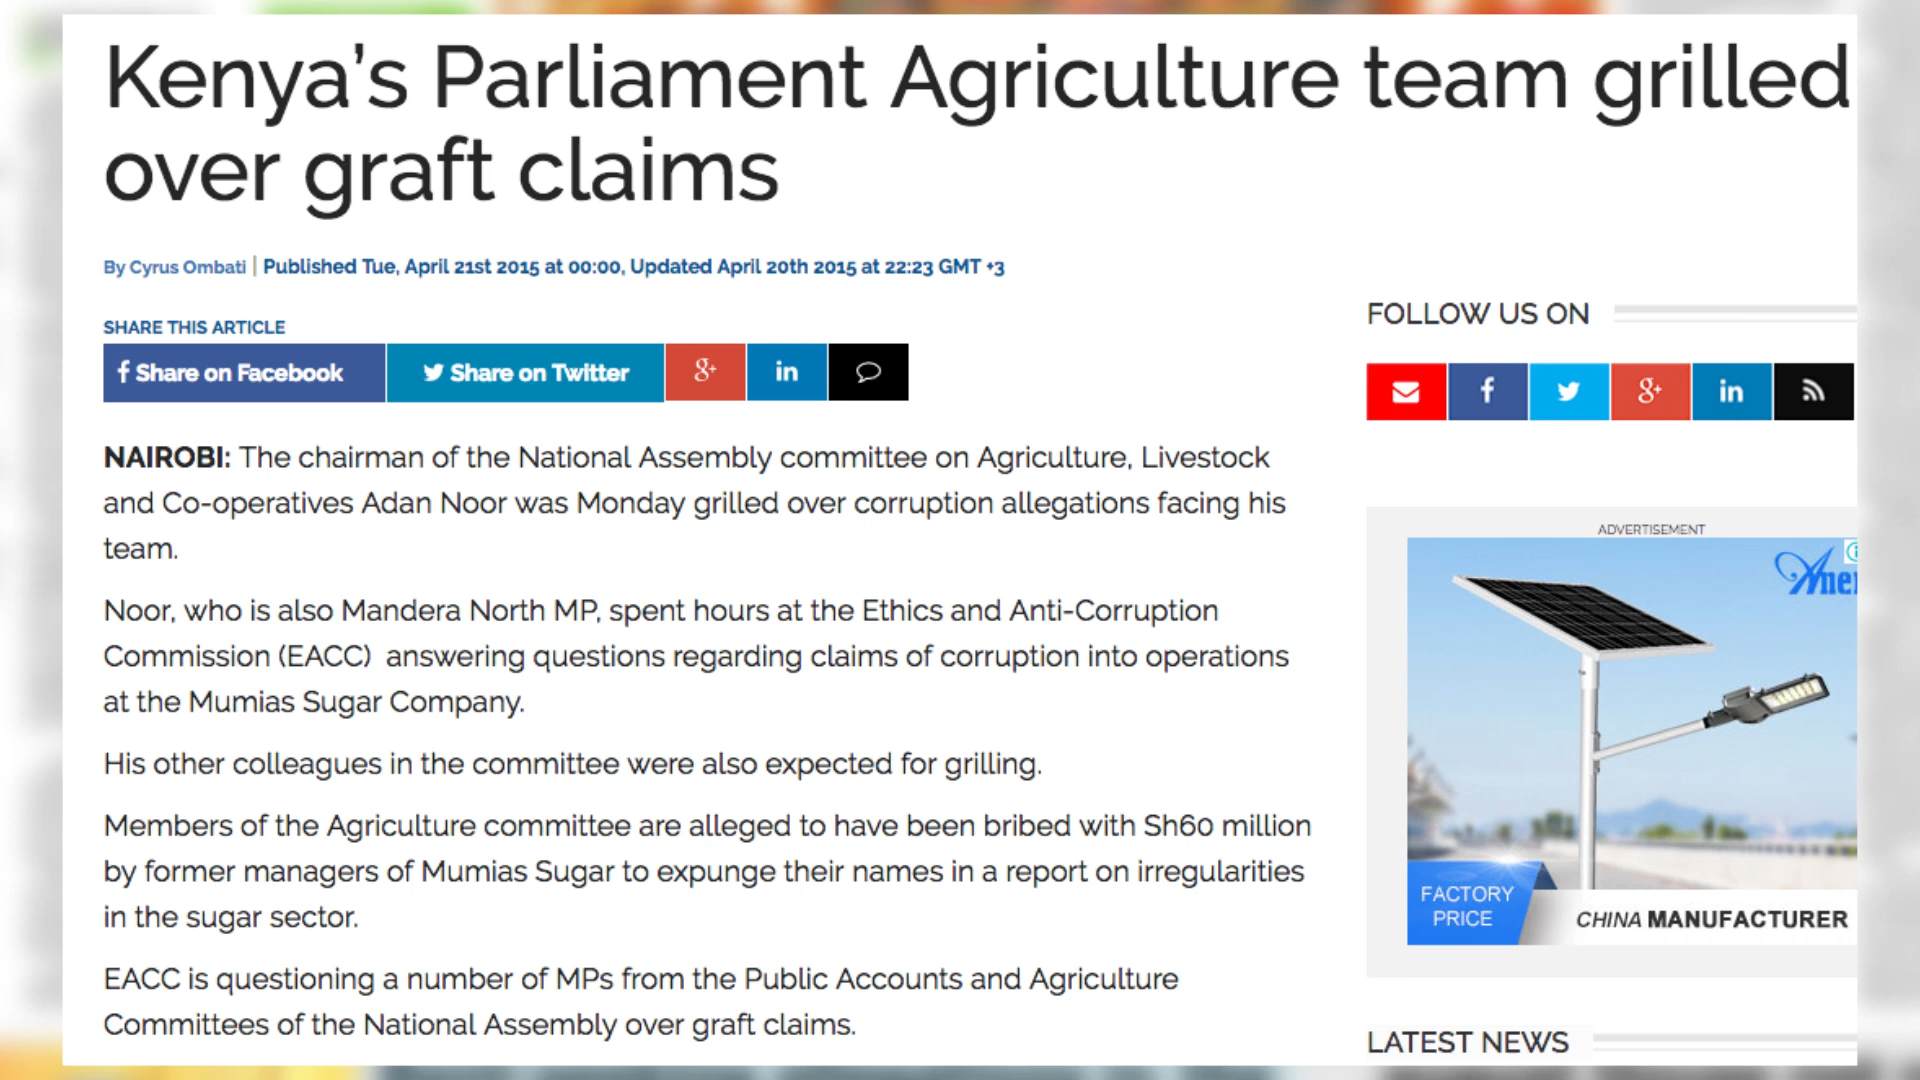 Kenya’s Parliament Agriculture team grilled
over graft claims
By Cyrus Ombati | Published Tue, April 21st 2015 at 00:00, Updated April 20th 2015 at 22:23 GMT +3
SHARE THIS ARTICLE
f Share on Facebook
Share on Twitter
8+
in
NAIROBI: The chairman of the National Assembly committee on Agriculture, Livestock
and Co-operatives Adan Noor was Monday grilled over corruption allegations facing his
team.
Noor, who is also Mandera North MP, spent hours at the Ethics and Anti-Corruption
Commission (EACC) answering questions regarding claims of corruption into operations
at the Mumias Sugar Company.
His other colleagues in the committee were also expected for grilling.
Members of the Agriculture committee are alleged to have been bribed with Sh60 million
by former managers of Mumias Sugar to expunge their names in a report on irregularities
in the sugar sector.
EACC is questioning a number of MPs from the Public Accounts and Agriculture
Committees of the National Assembly over graft claims.
FOLLOW US ON
f
8+
in
ADVERTISEMENT
FACTORY
PRICE
CHINA MANUFACTURER
LATEST NEWS